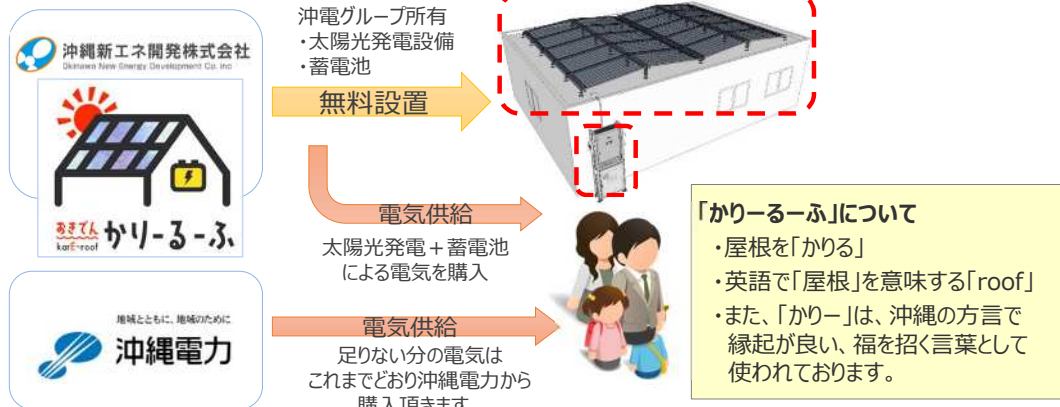 沖縄新エネ開発株式会社
Okinawa New Energy Development Co. Inc
おきでん
karE-roof
かりーるーふ
沖電グループ所有
・太陽光発電設備
・蓄電池
無料設置
電気供給
太陽光発電+蓄電池
による電気を購入
地域とともに、地域のために
沖縄電力
電気供給
足りない分の電気は
これまでどおり沖縄電力から
購入頂きます
「かりーるーふ」について
・屋根を「かりる」
・英語で「屋根」を意味する「roof」
・また、「かりー」は、沖縄の方言で
縁起が良い、福を招く言葉として
使われております。